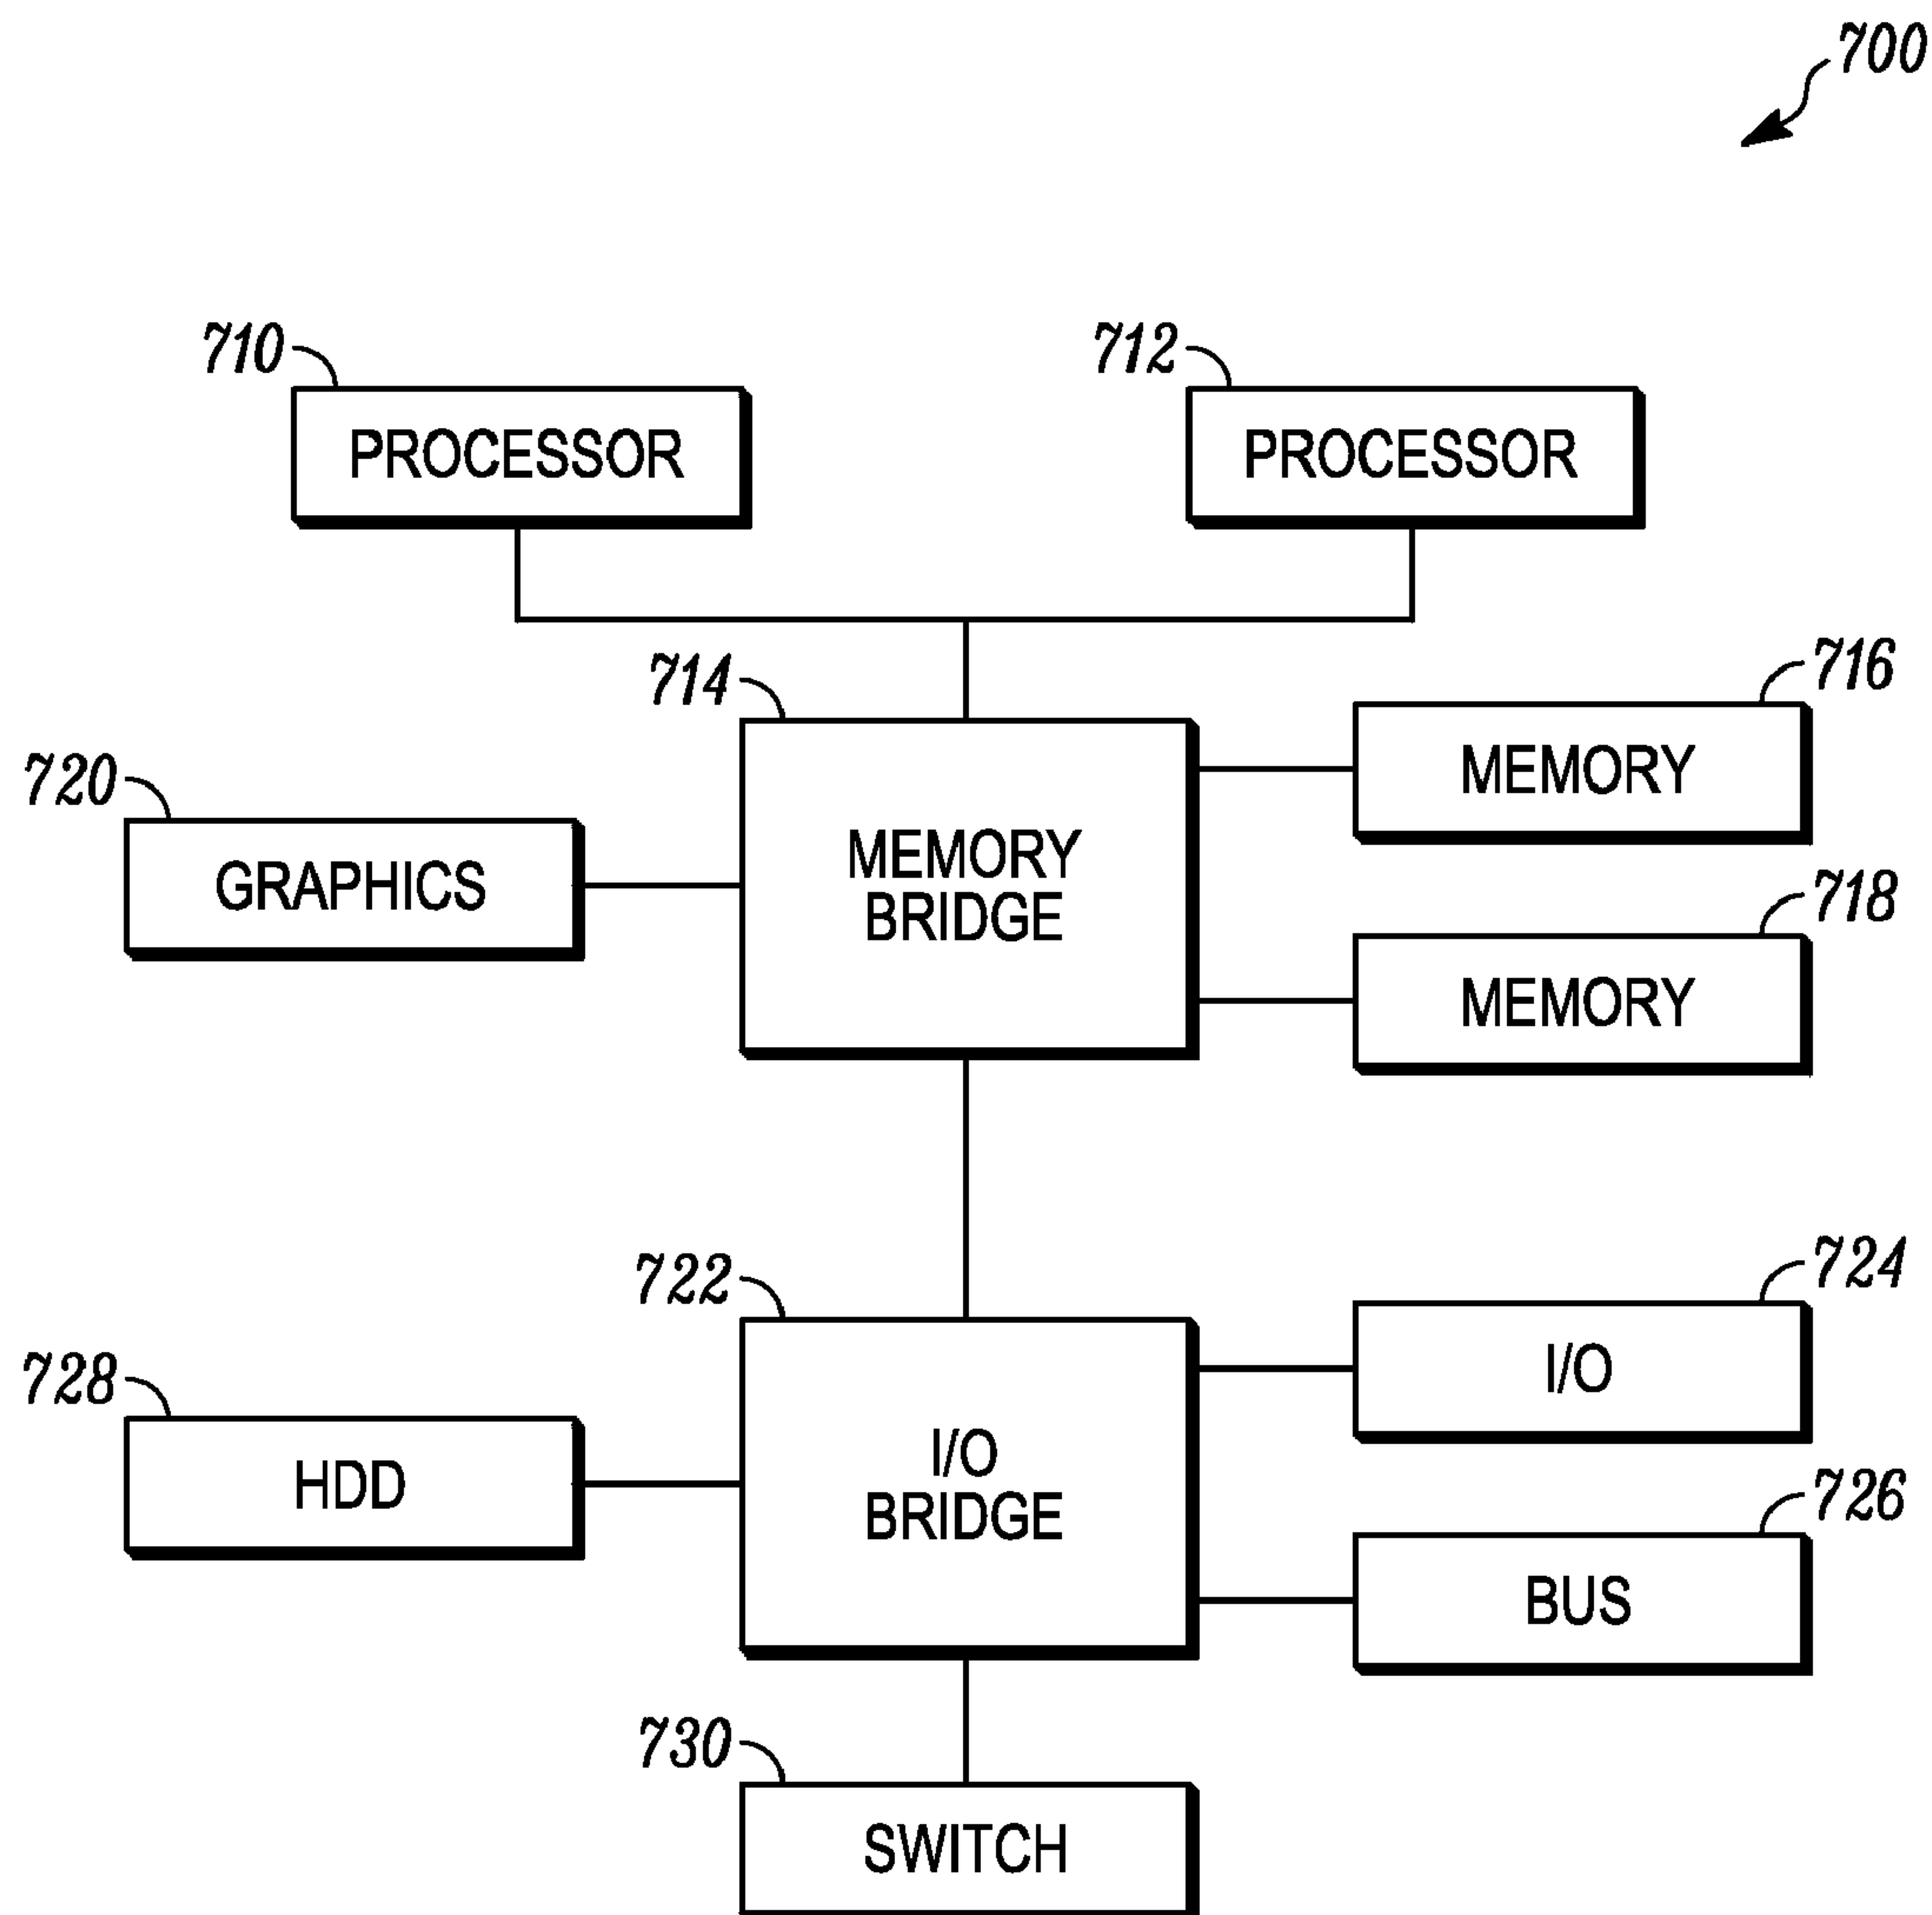 700
710
712
PROCESSOR
PROCESSOR
714
716
MEMORY
720
GRAPHICS
MEMORY
BRIDGE
718
MEMORY
722
724
I/O
728
HDD
I/O
BRIDGE
726
BUS
730
SWITCH